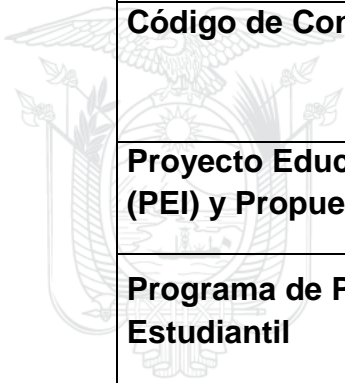 Código de Con
Proyecto Educ
(PEI) y Propue
Programa de P
Estudiantil